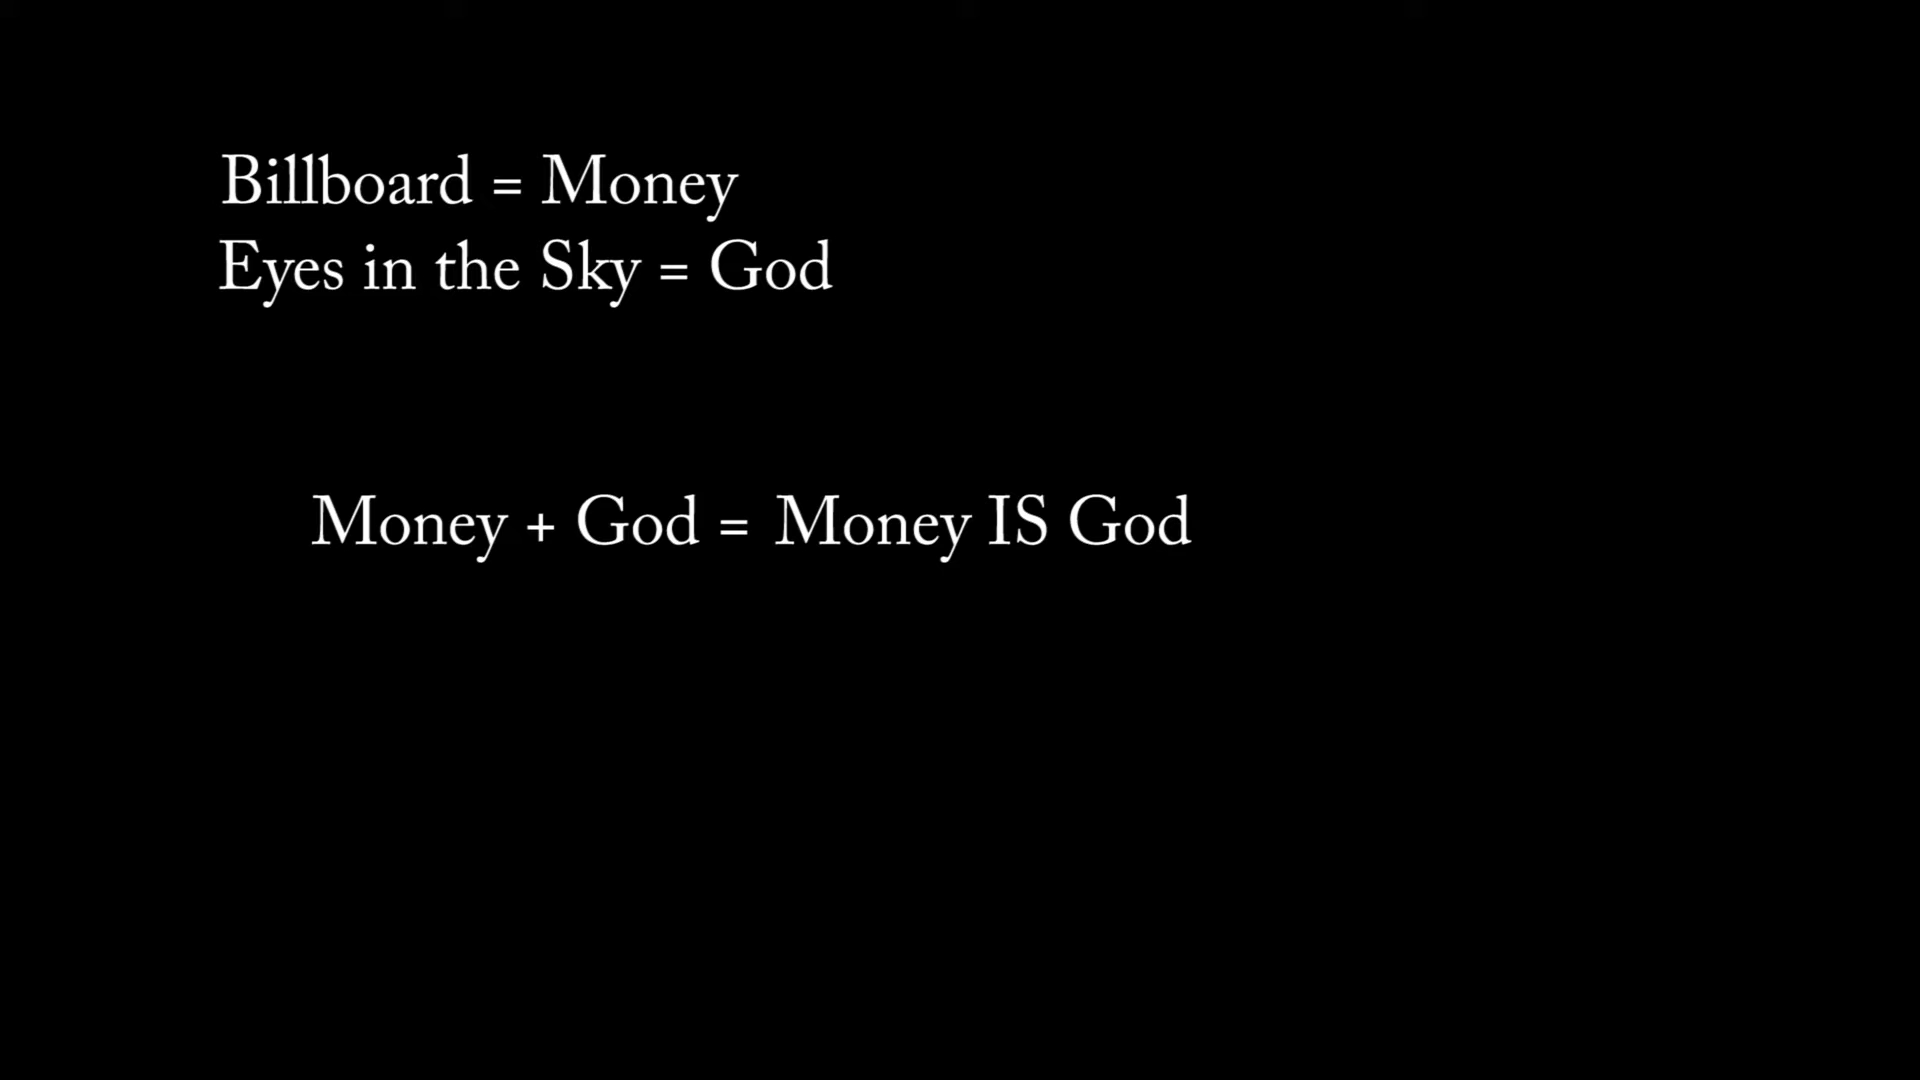 Billboard = Money
Eyes in the Sky = God
Money + God = Money IS God